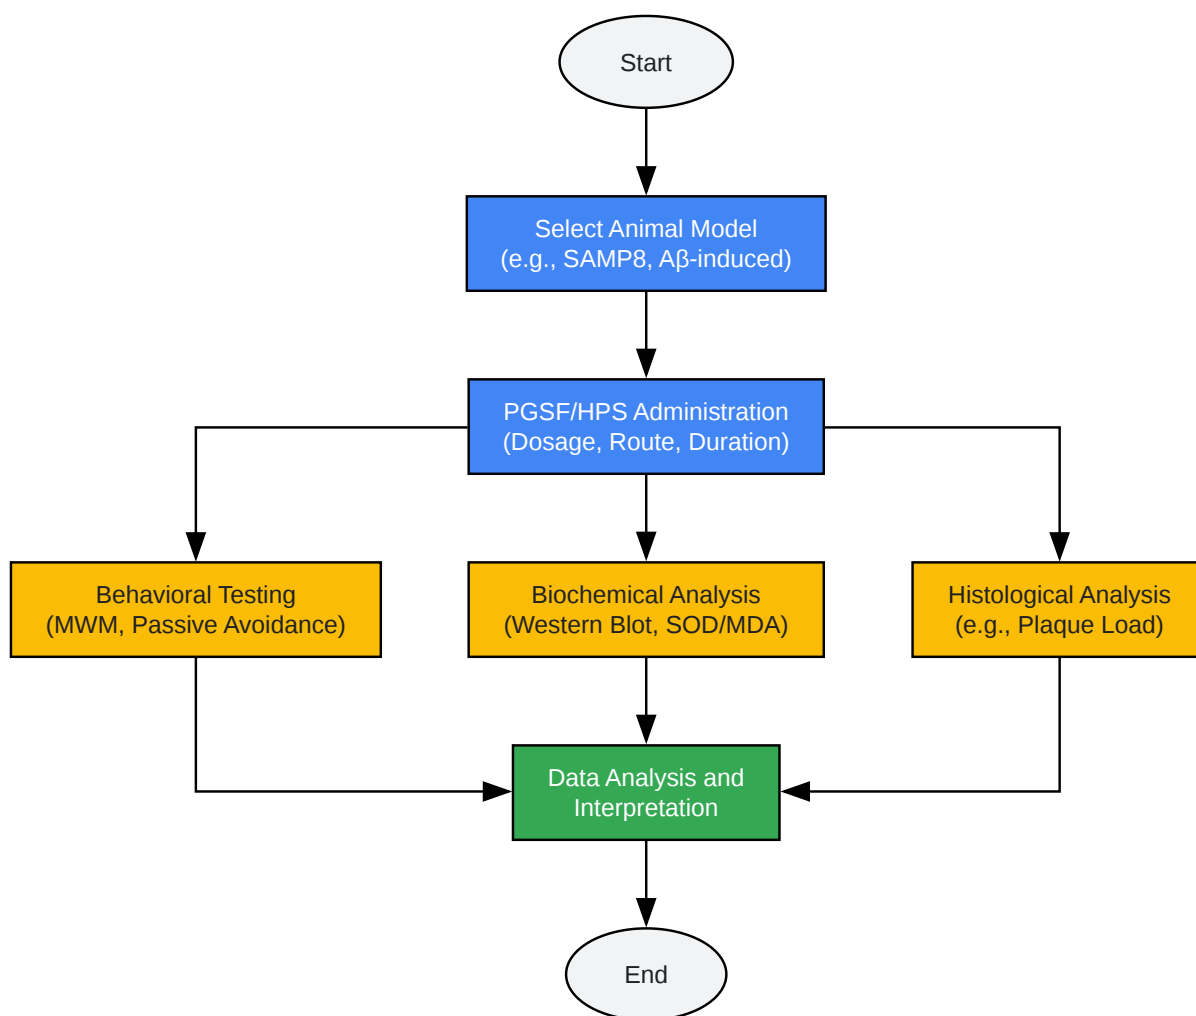 Start
Select Animal Model
(e.g., SAMP8, Aβ-induced)
PGSF/HPS Administration
(Dosage, Route, Duration)
Behavioral Testing
(MWM, Passive Avoidance)
Biochemical Analysis
(Western Blot, SOD/MDA)
Histological Analysis
(e.g., Plaque Load)
Data Analysis and
Interpretation
End